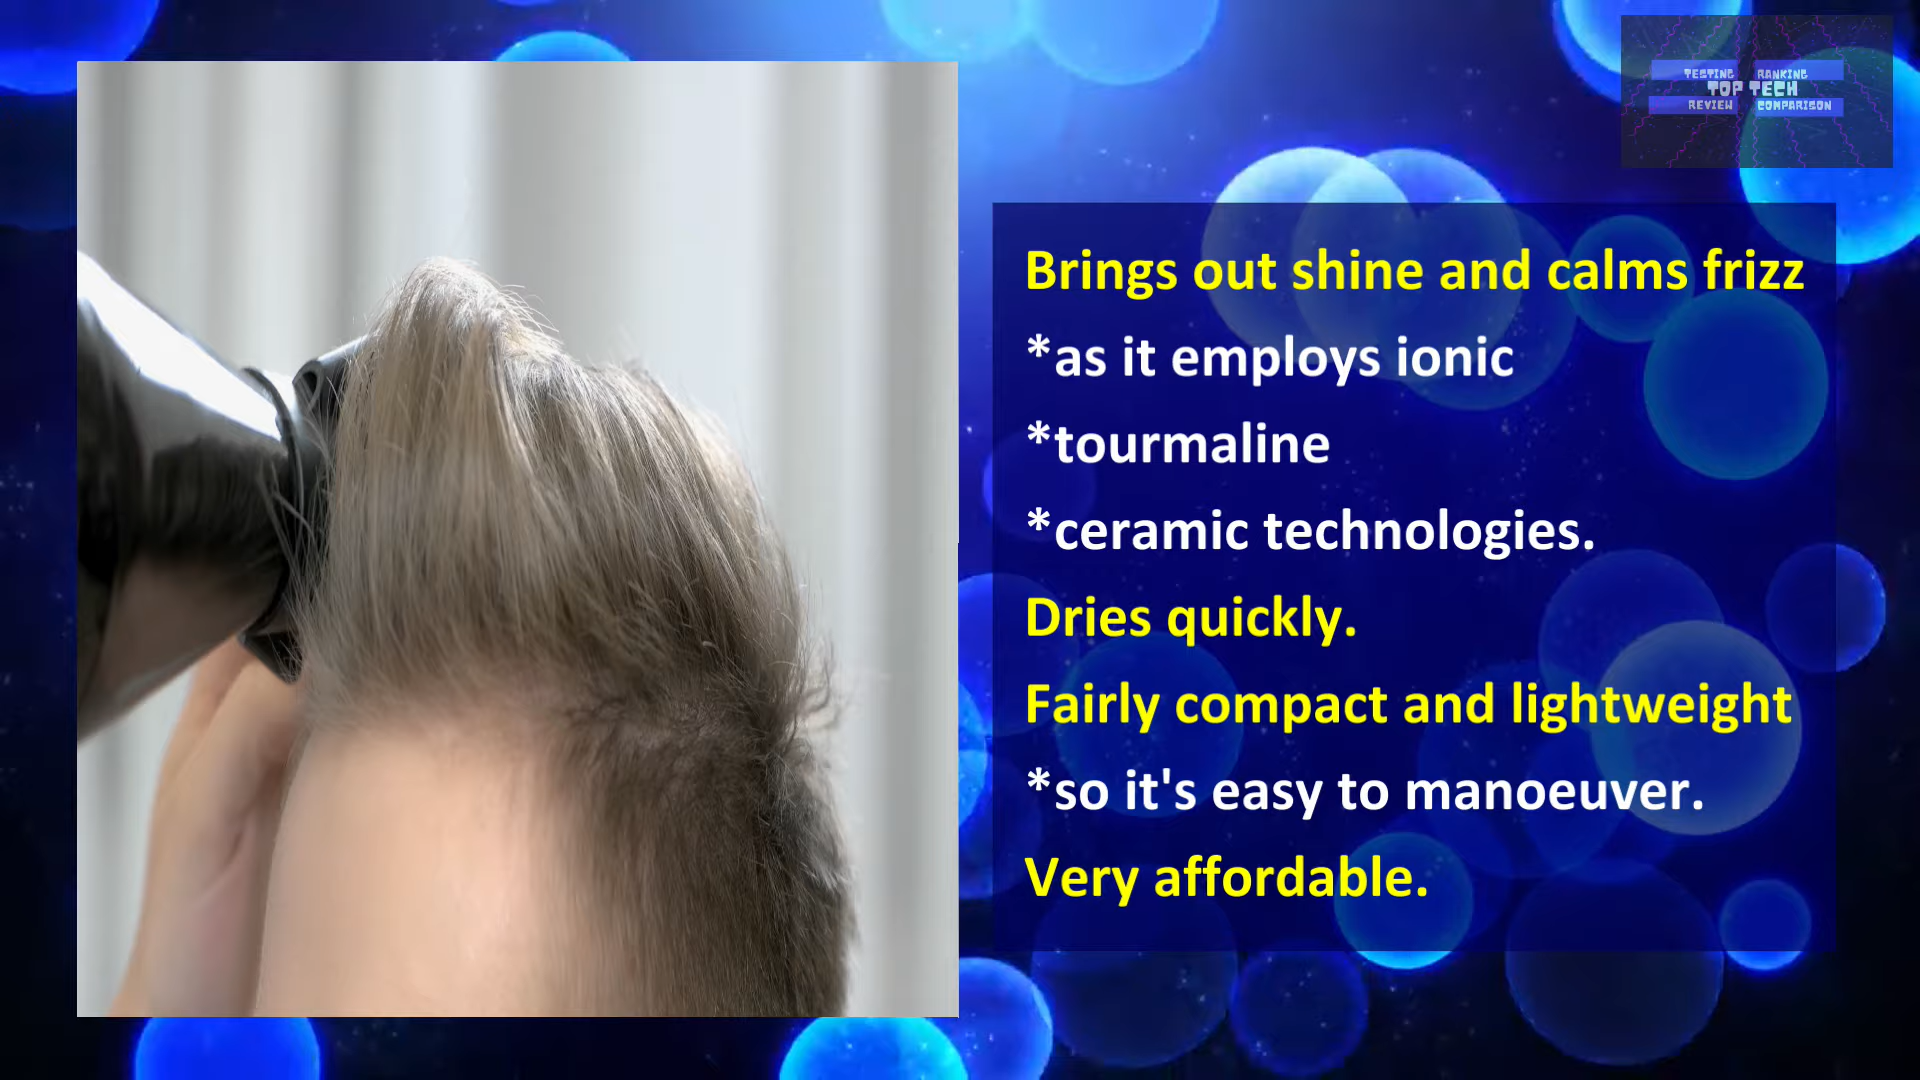 TESTING RANKING
TOP TECH
REVIEW COMPARISON
Brings out shine and calms frizz
*as it employs ionic
*tourmaline
*ceramic technologies.
Dries quickly.
Fairly compact and lightweight
*so it's easy to manoeuver.
Very affordable.